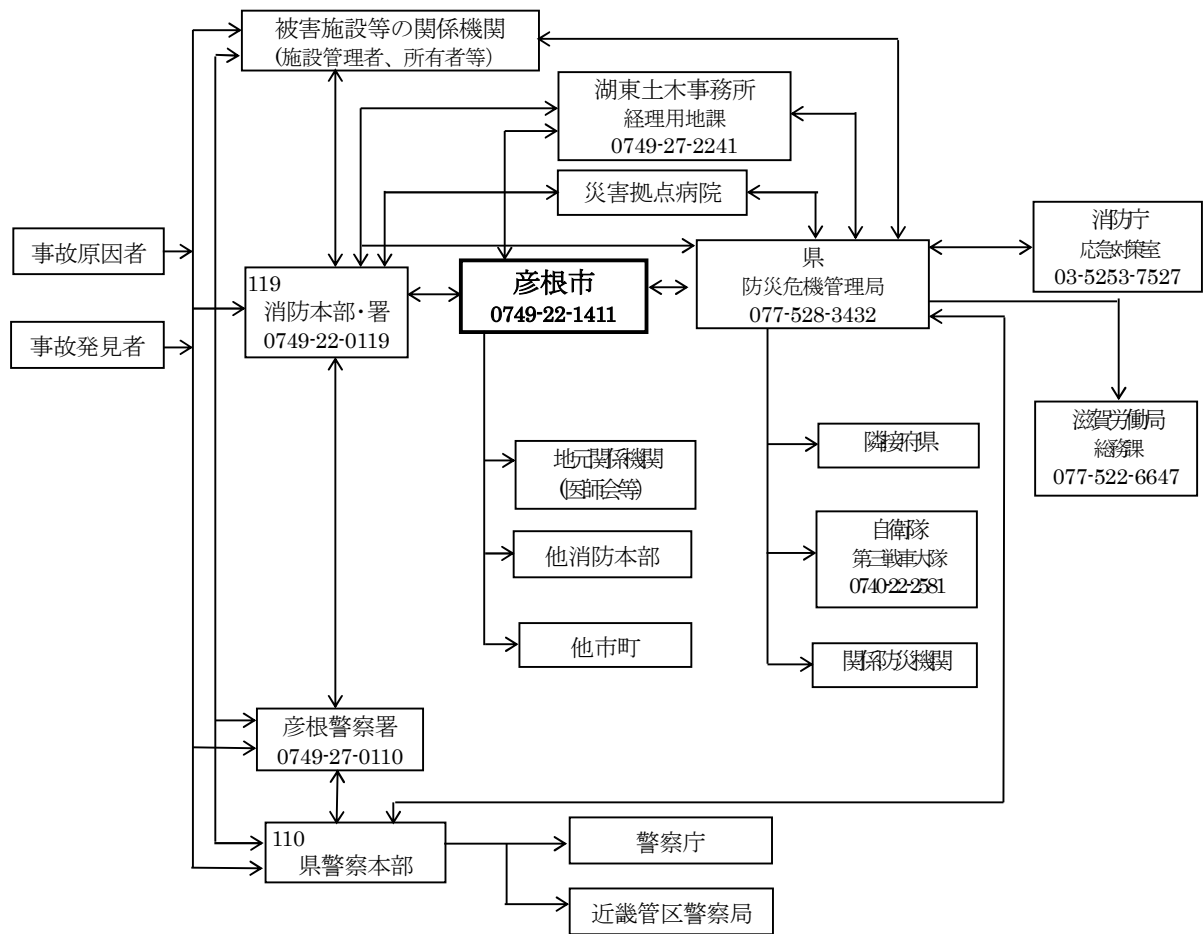 被害施設等の関係機関
(施設管理者、所有者等)
湖東土木事務所
経理用地課
0749-27-2241
災害拠点病院
事故原因者
事故発見者
119
消防本部・署
0749-22-0119
彦根市
0749-22-1411
県
防災危機管理局
077-528-3432
消防庁
応急対策室
03-5253-7527
滋賀労働局
総務課
077-522-6647
地元関係機関
(医師会等)
他消防本部
他市町
隣接府県
自衛隊
第三戦車大隊
0740-22-2581
関係防災機関
彦根警察署
0749-27-0110
110
県警察本部
警察庁
近畿管区警察局